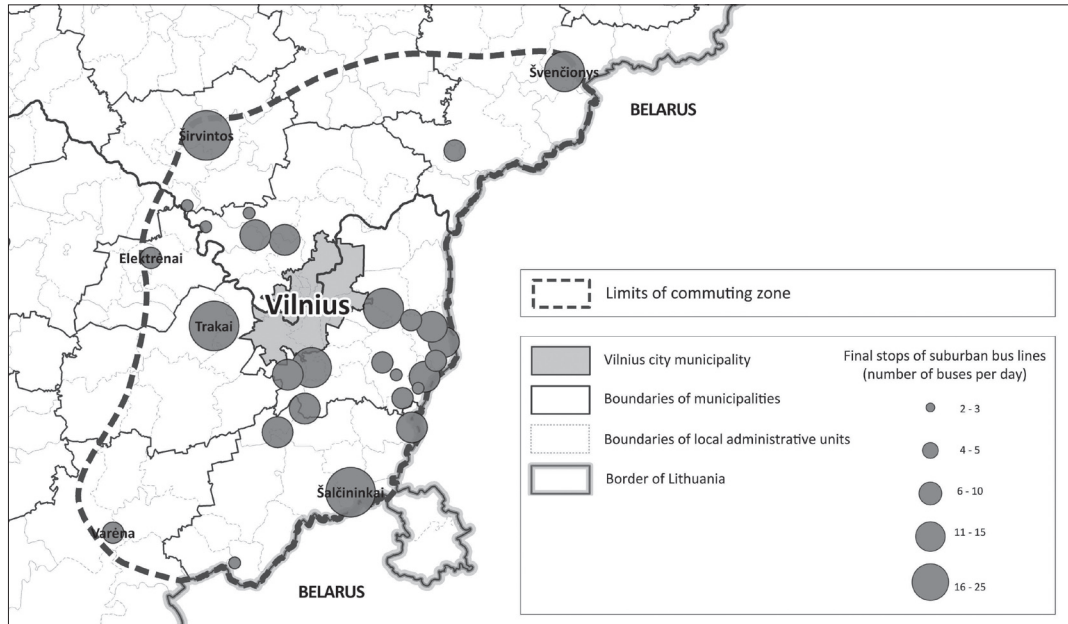 Švenčionys
BELARUS
Širvintos
Elektrėnai
Vilnius
Trakai
Šalčininkai
Varėna
BELARUS
Limits of commuting zone
Vilnius city municipality
Boundaries of municipalities
Boundaries of local administrative units
Border of Lithuania
Final stops of suburban bus lines
(number of buses per day)
2 - 3
4 - 5
6 - 10
11 - 15
16 - 25